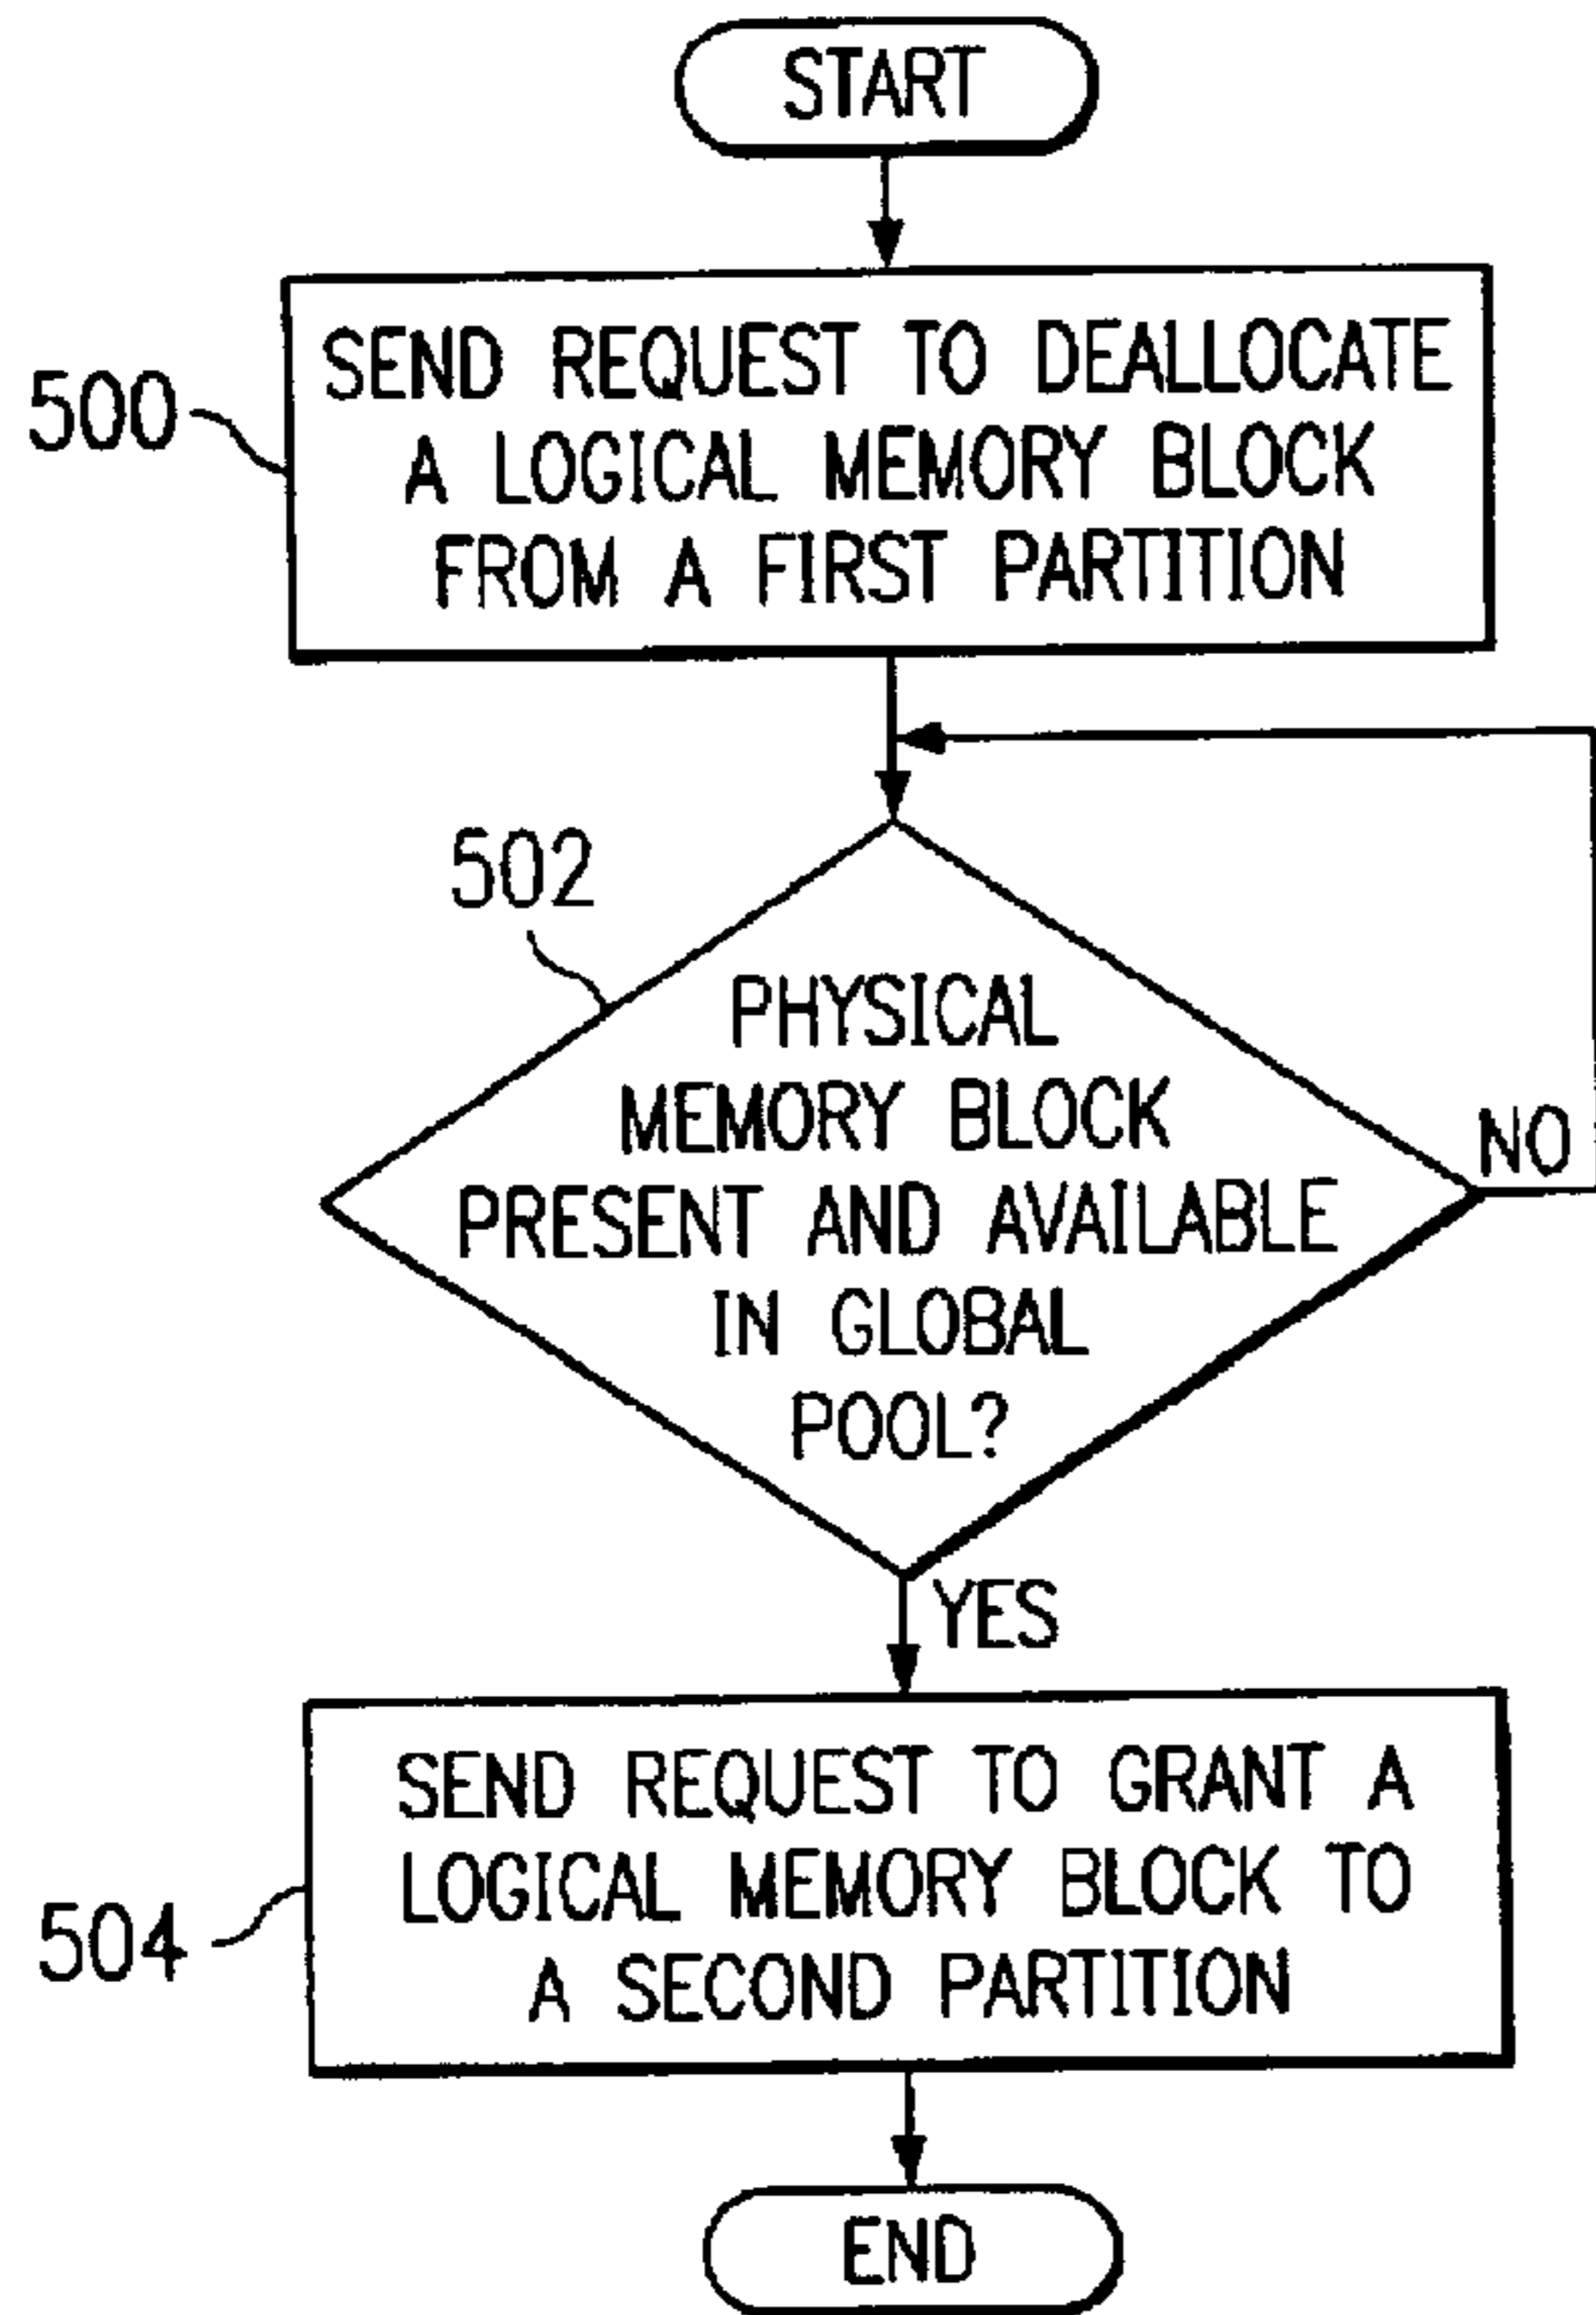 START
500
SEND REQUEST TO DEALLOCATE
A LOGICAL MEMORY BLOCK
FROM A FIRST PARTITION
502
PHYSICAL
MEMORY BLOCK
PRESENT AND AVAILABLE
IN GLOBAL
POOL?
NO
YES
504
SEND REQUEST TO GRANT A
LOGICAL MEMORY BLOCK TO
A SECOND PARTITION
END